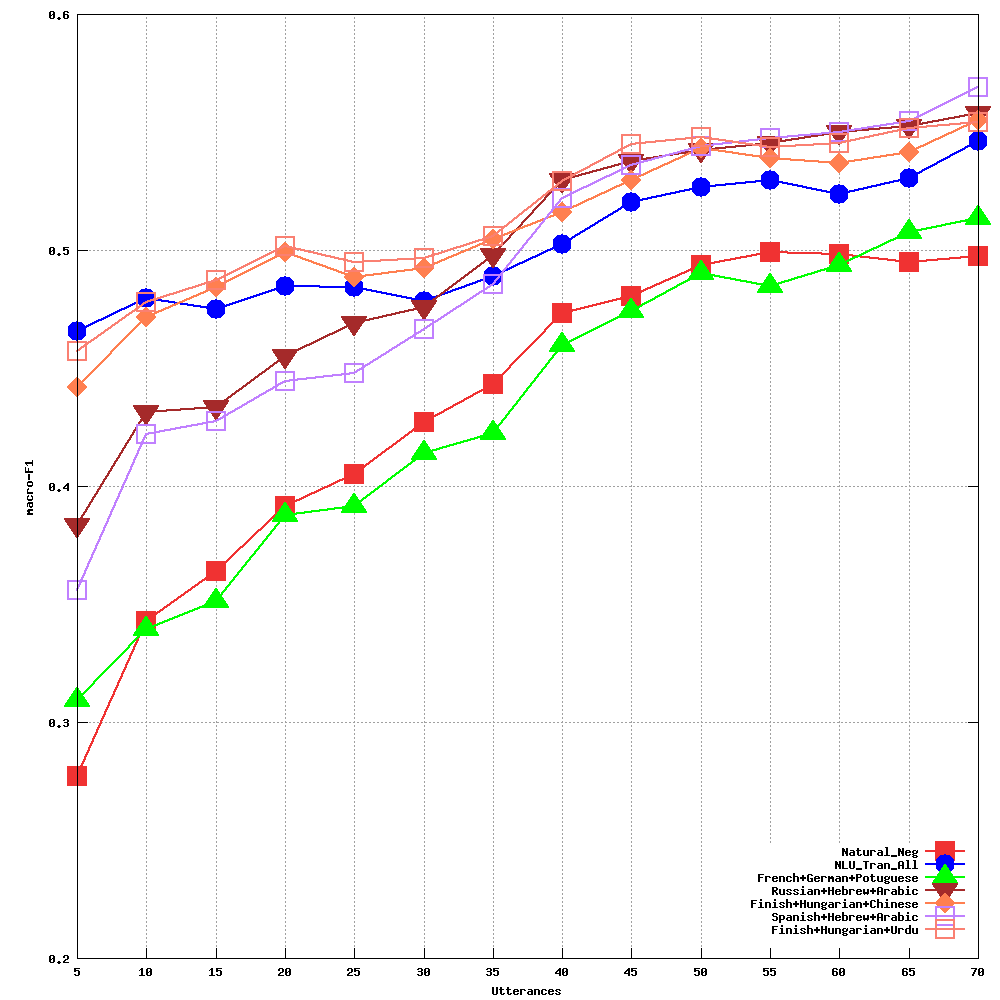 0.6
0.5
0.4
0.3
0.2
macro-F1
5 10 15 20 25 30 35 40 45 50 55 60 65 70
Utterances
Natural_Neg
NLU_Tran_All
French+German+Potuguese
Russian+Hebrew+Arabic
Finish+Hungarian+Chinese
Spanish+Hebrew+Arabic
Finish+Hungarian+Urdu